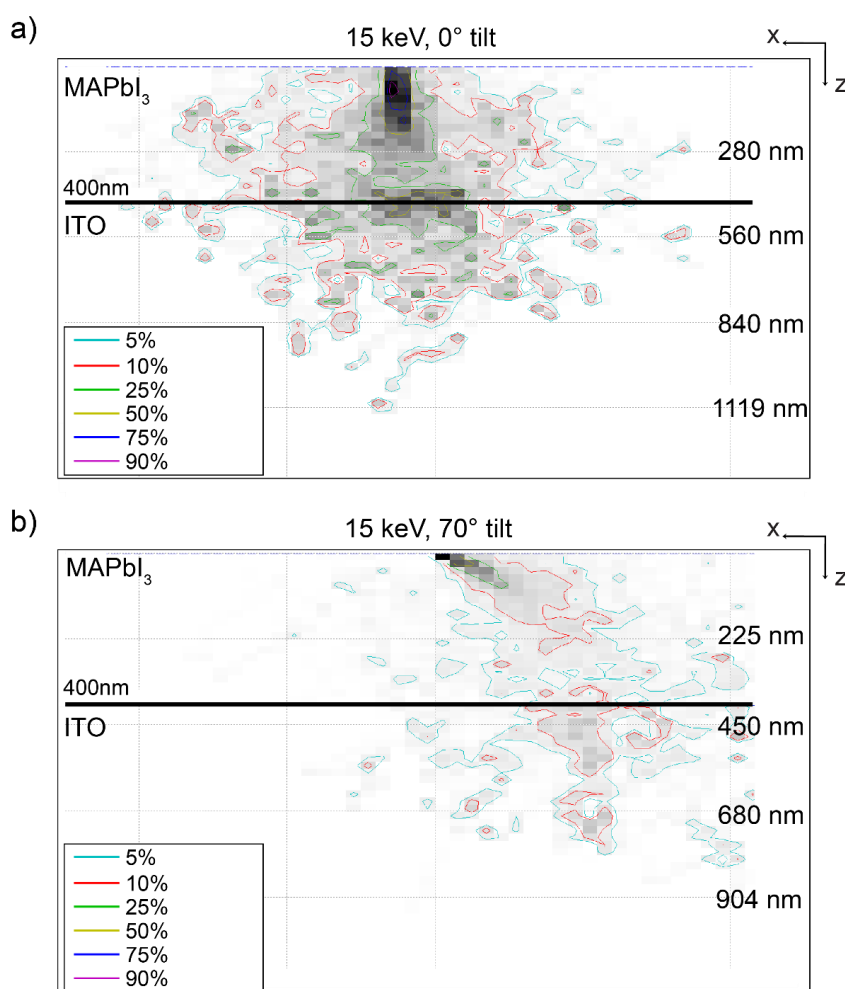 a)
15 keV, 0° tilt
X
Z
MAPbI₃
280 nm
400nm
ITO
560 nm
840 nm
1119 nm
5%
10%
25%
50%
75%
90%
b)
15 keV, 70° tilt
X
Z
MAPbI₃
225 nm
400nm
ITO
450 nm
680 nm
904 nm
5%
10%
25%
50%
75%
90%